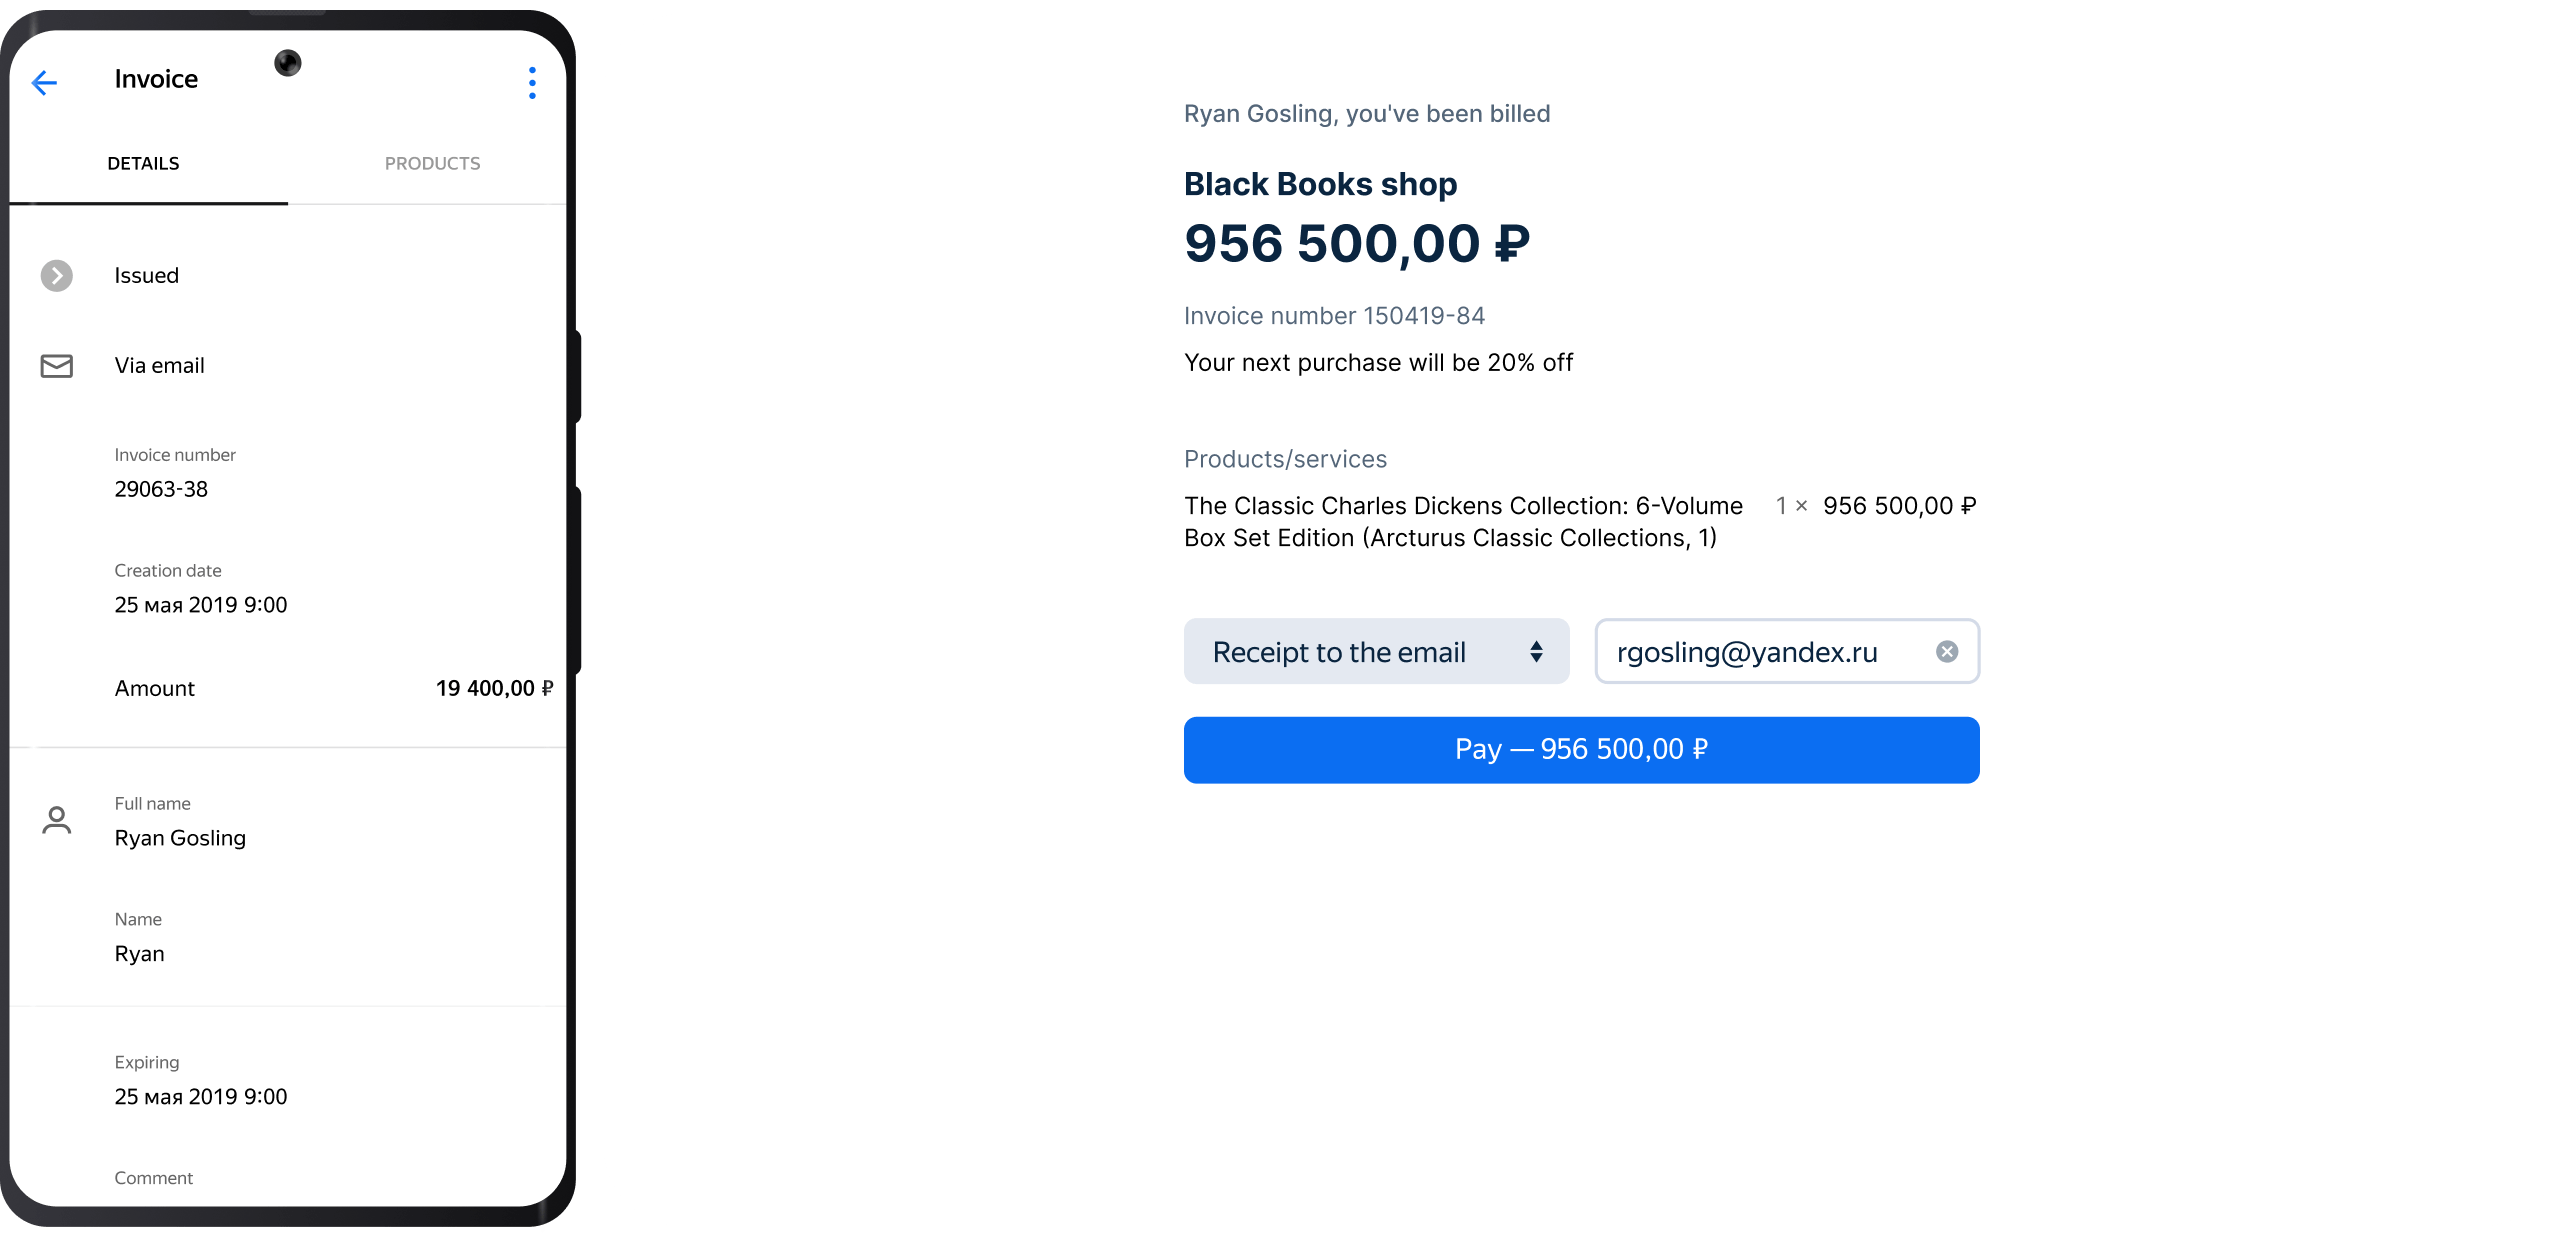 Invoice
DETAILS
PRODUCTS
Issued
Via email
Invoice number
29063-38
Creation date
25 мая 2019 9:00
Amount 19 400,00 ₽
Full name
Ryan Gosling
Name
Ryan
Expiring
25 мая 2019 9:00
Comment
Ryan Gosling, you've been billed
Black Books shop
956 500,00 ₽
Invoice number 150419-84
Your next purchase will be 20% off
Products/services
The Classic Charles Dickens Collection: 6-Volume 1 × 956 500,00 ₽
Box Set Edition (Arcturus Classic Collections, 1)
Receipt to the email
rgosling@yandex.ru
Pay — 956 500,00 ₽